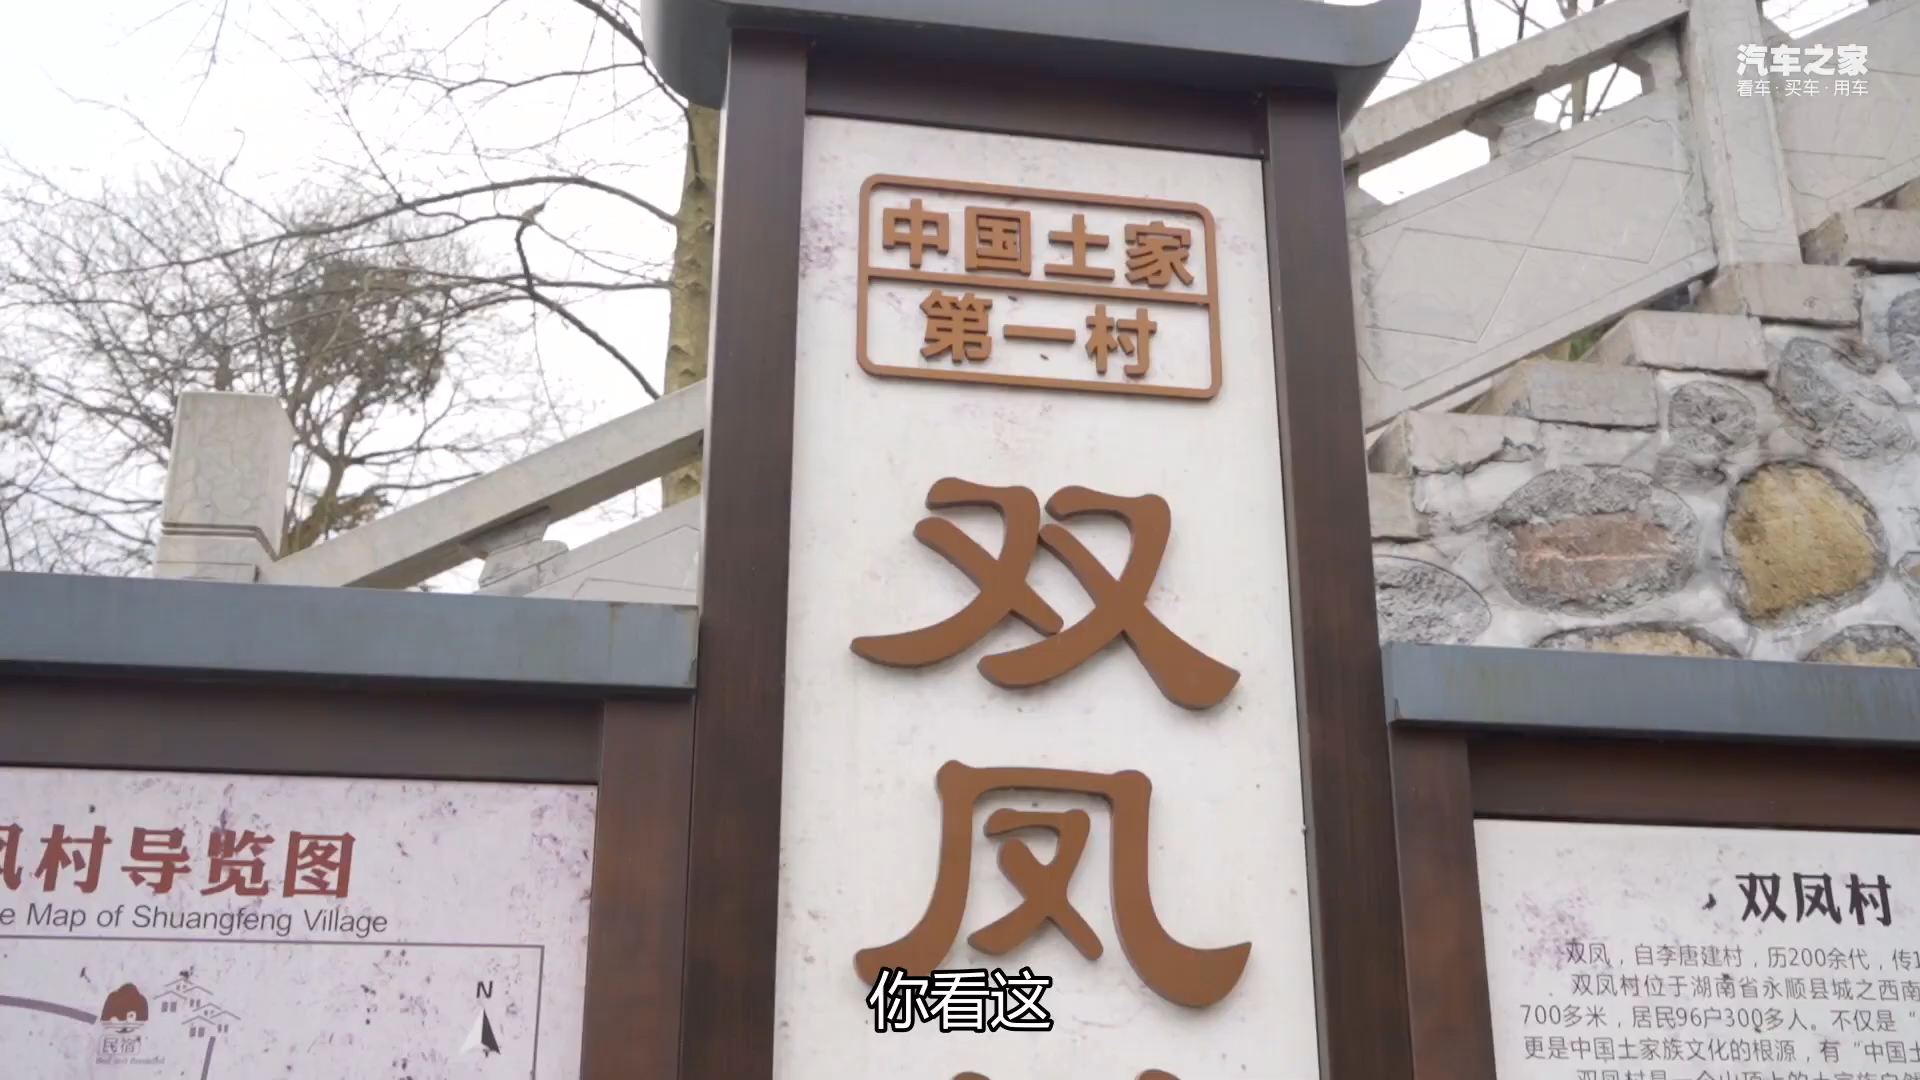 汽车之家
看车·买车·用车
中国土家
第一村
双
凤
村导览图
Map of Shuangfeng Village
N
民宿
双凤村
双凤，自李唐建村，历200余代，传1
双凤村位于湖南省永顺县城之西南
700多米，居民96户300多人。不仅是“
更是中国土家族文化的根源，有“中国土
你看这